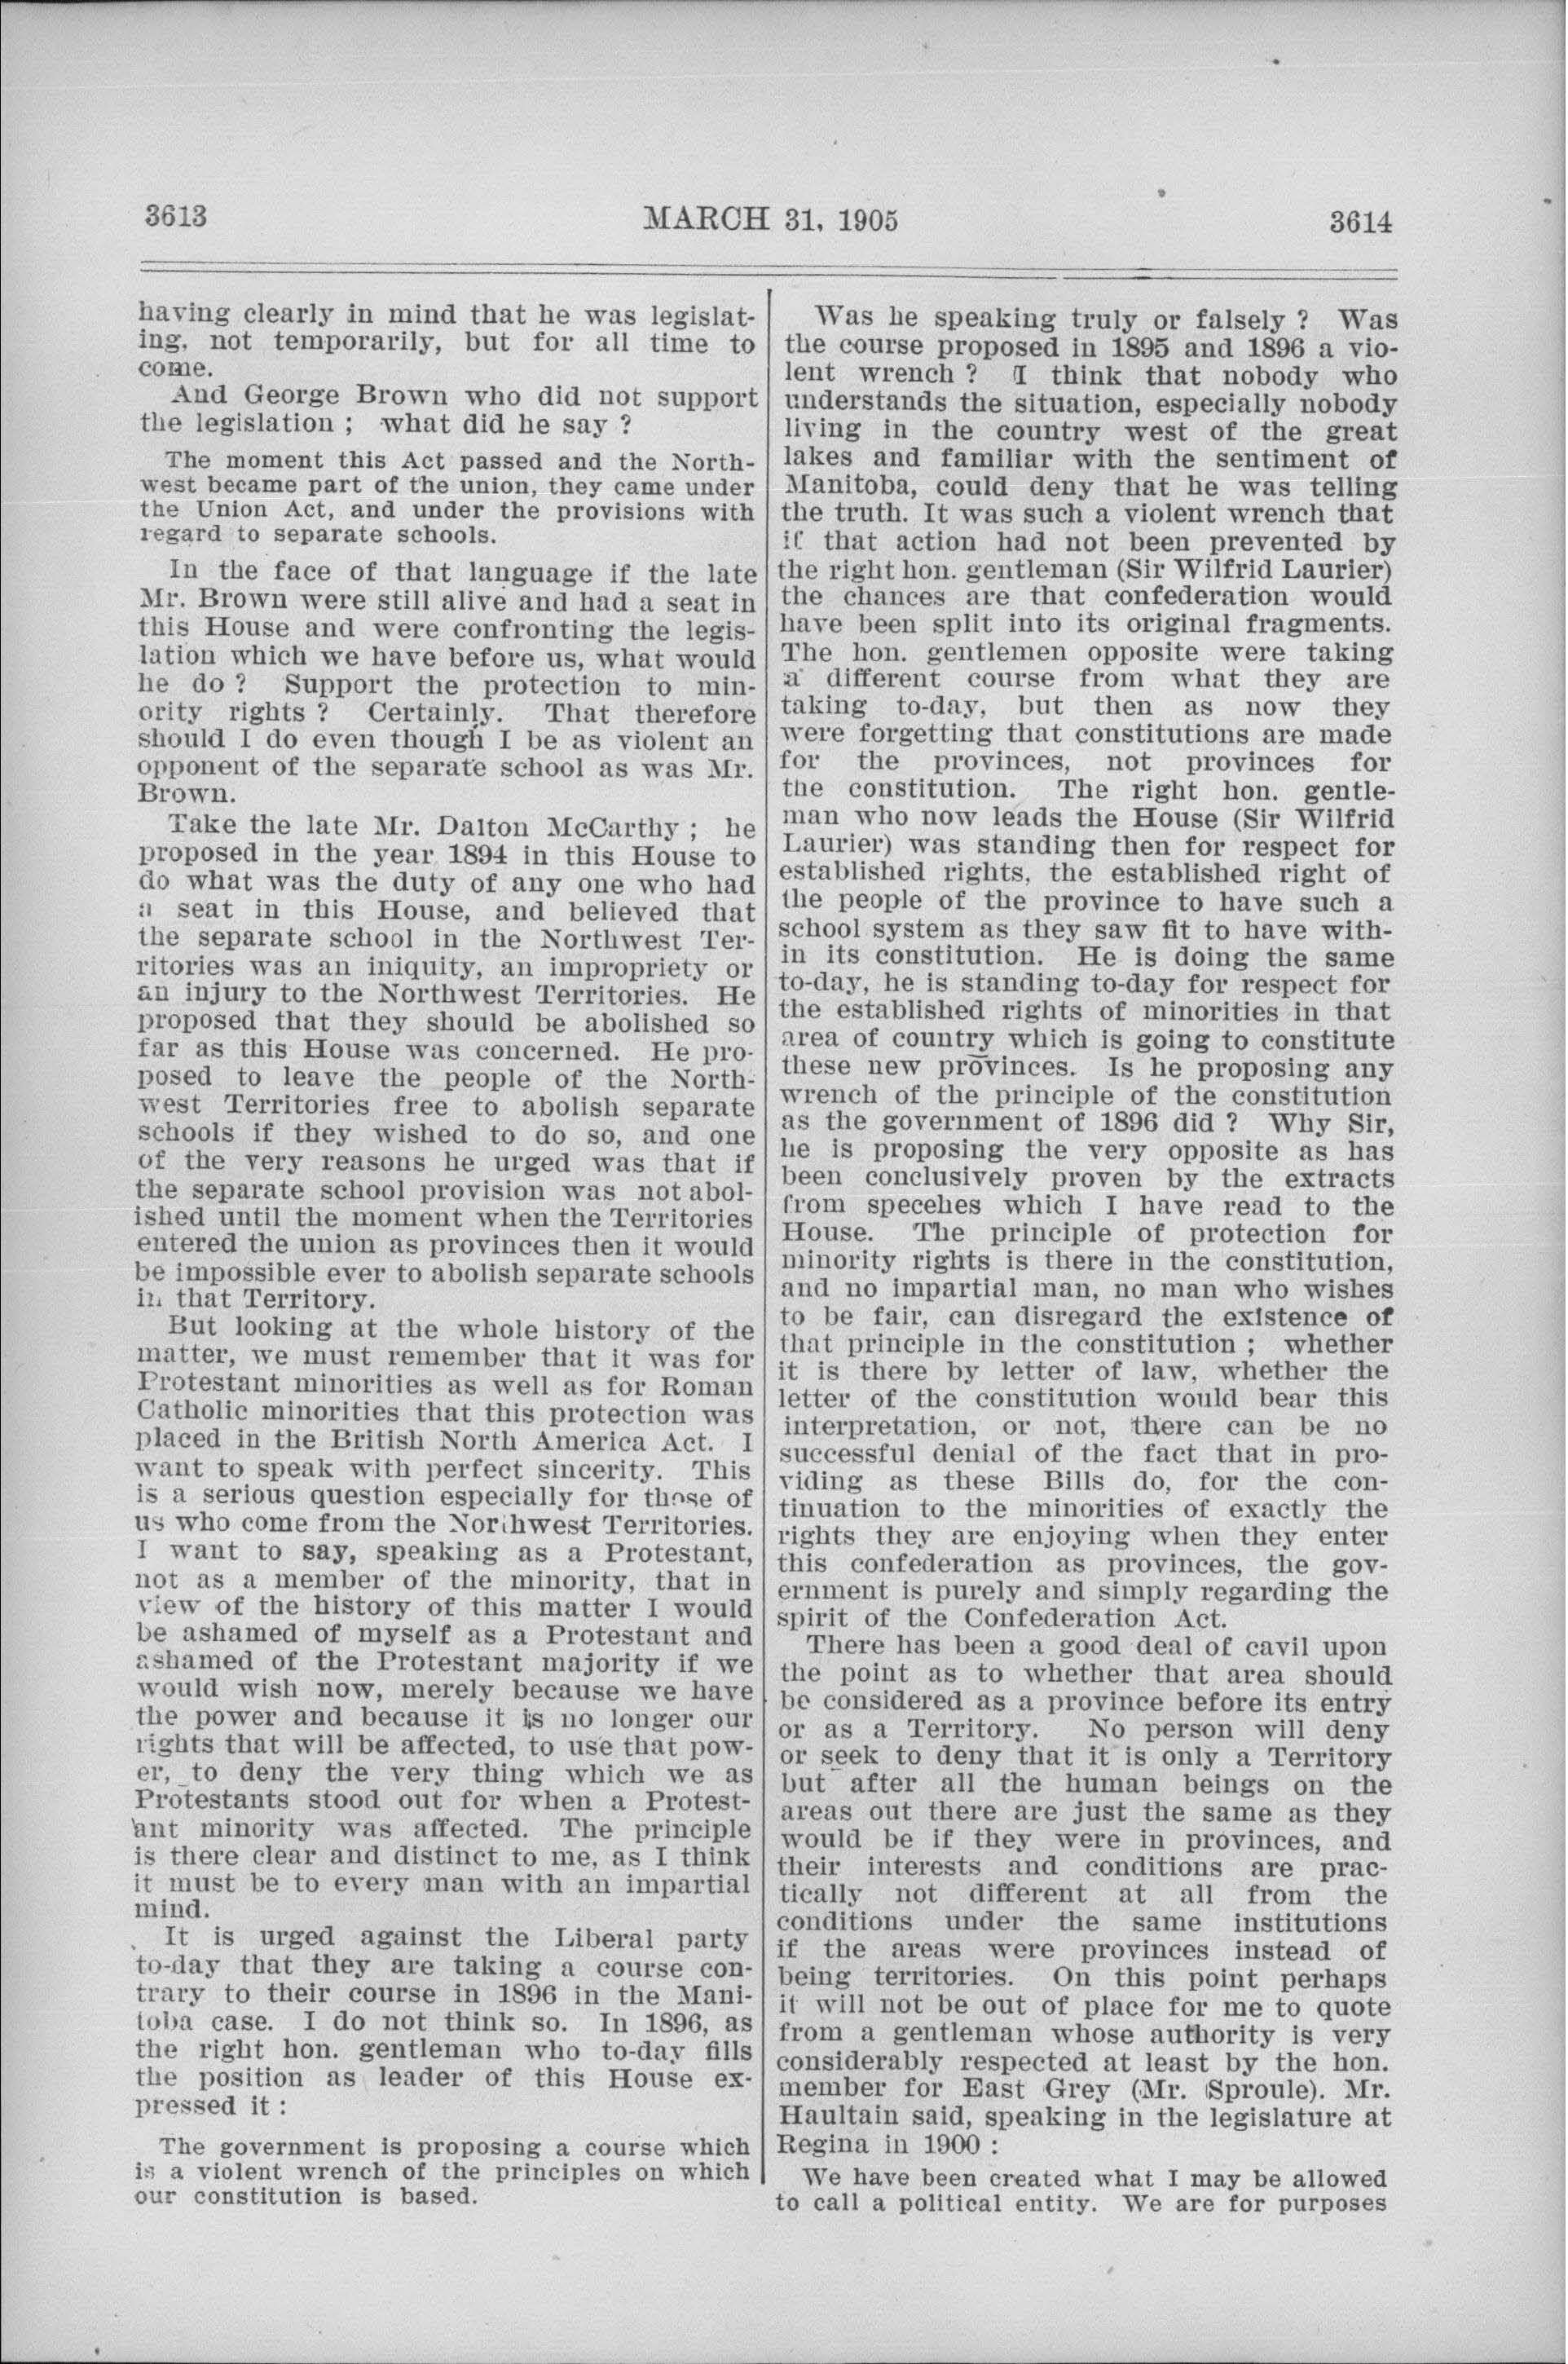 3613
MARCH 31, 1905
3614
having clearly in mind that he was legislat-
ing, not temporarily, but for all time to
come.
And George Brown who did not support
the legislation ; what did he say ?
The moment this Act passed and the North-
west became part of the union, they came under
the Union Act, and under the provisions with
regard to separate schools.
In the face of that language if the late
Mr. Brown were still alive and had a seat in
this House and were confronting the legis-
lation which we have before us, what would
he do ? Support the protection to min-
ority rights ? Certainly. That therefore
should I do even though I be as violent an
opponent of the separate school as was Mr.
Brown.
Take the late Mr. Dalton McCarthy ; he
proposed in the year 1894 in this House to
do what was the duty of any one who had
a seat in this House, and believed that
the separate school in the Northwest Ter-
ritories was an iniquity, an impropriety or
an injury to the Northwest Territories. He
proposed that they should be abolished so
far as this House was concerned. He pro-
posed to leave the people of the North-
west Territories free to abolish separate
schools if they wished to do so, and one
of the very reasons he urged was that if
the separate school provision was not abol-
ished until the moment when the Territories
entered the union as provinces then it would
be impossible ever to abolish separate schools
in that Territory.
But looking at the whole history of the
matter, we must remember that it was for
Protestant minorities as well as for Roman
Catholic minorities that this protection was
placed in the British North America Act. I
want to speak with perfect sincerity. This
is a serious question especially for those of
us who come from the Northwest Territories.
I want to say, speaking as a Protestant,
not as a member of the minority, that in
view of the history of this matter I would
be ashamed of myself as a Protestant and
ashamed of the Protestant majority if we
would wish now, merely because we have
the power and because it is no longer our
rights that will be affected, to use that pow-
er, to deny the very thing which we as
Protestants stood out for when a Protest-
ant minority was affected. The principle
is there clear and distinct to me, as I think
it must be to every man with an impartial
mind.
It is urged against the Liberal party
to-day that they are taking a course con-
trary to their course in 1896 in the Mani-
toba case. I do not think so. In 1896, as
the right hon. gentleman who to-day fills
the position as leader of this House ex-
pressed it :
The government is proposing a course which
is a violent wrench of the principles on which
our constitution is based.
Was he speaking truly or falsely ? Was
the course proposed in 1895 and 1896 a vio-
lent wrench ? I think that nobody who
understands the situation, especially nobody
living in the country west of the great
lakes and familiar with the sentiment of
Manitoba, could deny that he was telling
the truth. It was such a violent wrench that
if that action had not been prevented by
the right hon. gentleman (Sir Wilfrid Laurier)
the chances are that confederation would
have been split into its original fragments.
The hon. gentlemen opposite were taking
a different course from what they are
taking to-day, but then as now they
were forgetting that constitutions are made
for the provinces, not provinces for
the constitution. The right hon. gentle-
man who now leads the House (Sir Wilfrid
Laurier) was standing then for respect for
established rights, the established right of
the people of the province to have such a
school system as they saw fit to have with-
in its constitution. He is doing the same
to-day, he is standing to-day for respect for
the established rights of minorities in that
area of country which is going to constitute
these new provinces. Is he proposing any
wrench of the principle of the constitution
as the government of 1896 did ? Why Sir,
he is proposing the very opposite as has
been conclusively proven by the extracts
from specehes which I have read to the
House. The principle of protection for
minority rights is there in the constitution,
and no impartial man, no man who wishes
to be fair, can disregard the existence of
that principle in the constitution ; whether
it is there by letter of law, whether the
letter of the constitution would bear this
interpretation, or not, there can be no
successful denial of the fact that in pro-
viding as these Bills do, for the con-
tinuation to the minorities of exactly the
rights they are enjoying when they enter
this confederation as provinces, the gov-
ernment is purely and simply regarding the
spirit of the Confederation Act.
There has been a good deal of cavil upon
the point as to whether that area should
be considered as a province before its entry
or as a Territory. No person will deny
or seek to deny that it is only a Territory
but after all the human beings on the
areas out there are just the same as they
would be if they were in provinces, and
their interests and conditions are prac-
tically not different at all from the
conditions under the same institutions
if the areas were provinces instead of
being territories. On this point perhaps
it will not be out of place for me to quote
from a gentleman whose authority is very
considerably respected at least by the hon.
member for East Grey (Mr. Sproule). Mr.
Haultain said, speaking in the legislature at
Regina in 1900 :
We have been created what I may be allowed
to call a political entity. We are for purposes